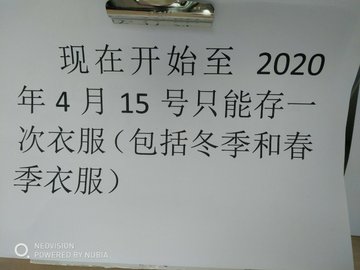 现在开始至 2020
年 4 月 15 号只能存一
次衣服（包括冬季和春
季衣服）
NEOVISION
POWERED BY NUBIA